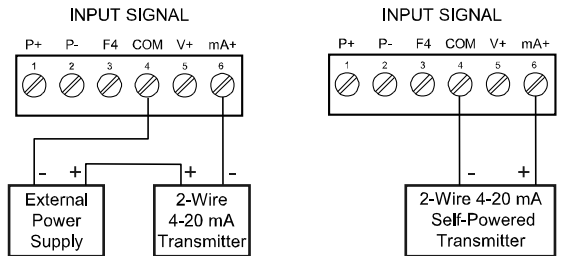 INPUT SIGNAL
P+ P- F4 COM V+ mA+
1 2 3 4 5 6
- + + -
External
Power
Supply
2-Wire
4-20 mA
Transmitter
INPUT SIGNAL
P+ P- F4 COM V+ mA+
1 2 3 4 5 6
- +
2-Wire 4-20 mA
Self-Powered
Transmitter